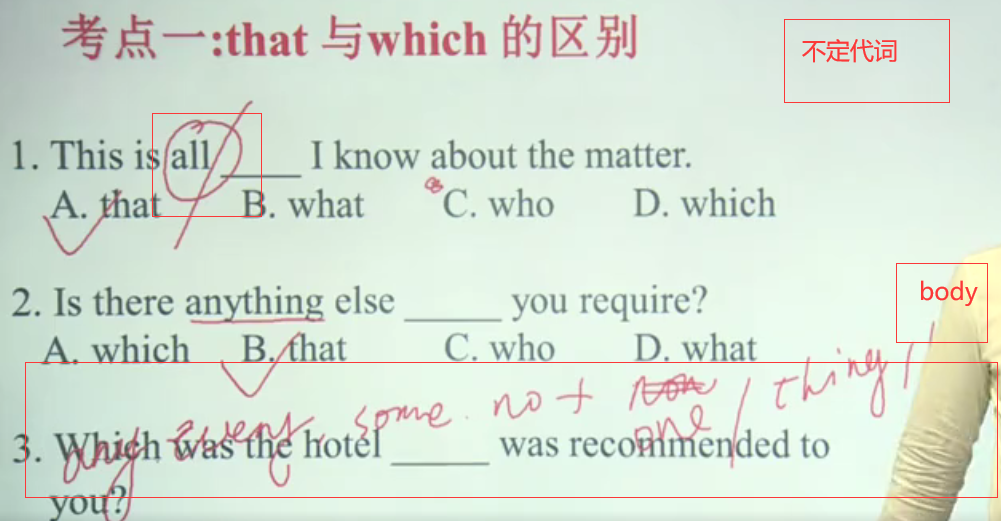 考点一:that 与which 的区别
不定代词
1. This is all ____ I know about the matter.
A. that B. what C. who D. which
2. Is there anything else _____ you require?
body
A. which B. that C. who D. what
any every some no + one / thing /
3. Which was the hotel _____ was recommended to
you?